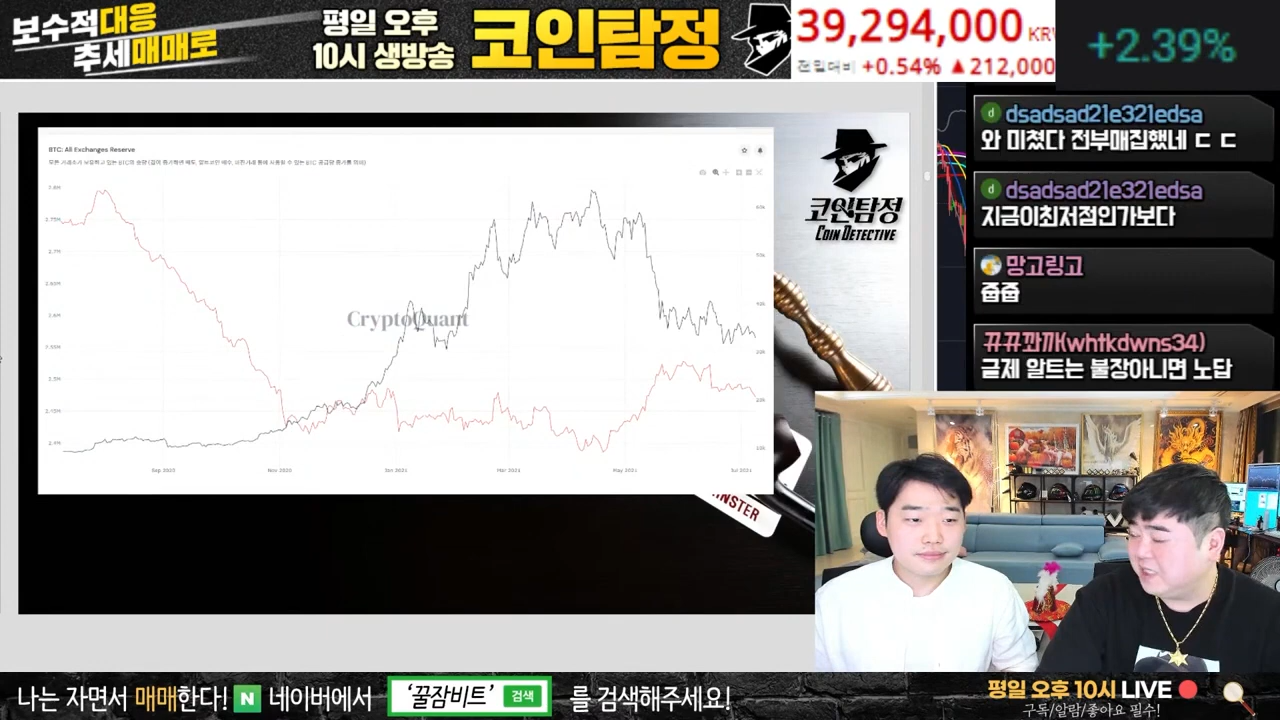 보수적대응
추세매매로
평일 오후
10시 생방송
코인탐정
39,294,000 KRW
전일대비 +0.54% ▲212,000
+2.39%
dsadsad21e321edsa
와 미쳤다 전부매집했네 ㄷ ㄷ
dsadsad21e321edsa
지금이최저점인가보다
망고링고
쥽쥽
뀨뀨꽈까(whtkdwns34)
긑제 알트는 불장아니면 노답
BTC: All Exchanges Reserve
CryptoQuant
Sep 2020
Nov 2020
Jan 2021
Mar 2021
May 2021
Jul 2021
코인탐정
COIN DETECTIVE
나는 자면서 매매한다! N 네이버에서 '꿀잠비트' 검색 를 검색해주세요!
평일 오후 10시 LIVE
구독/알람/좋아요 필수!